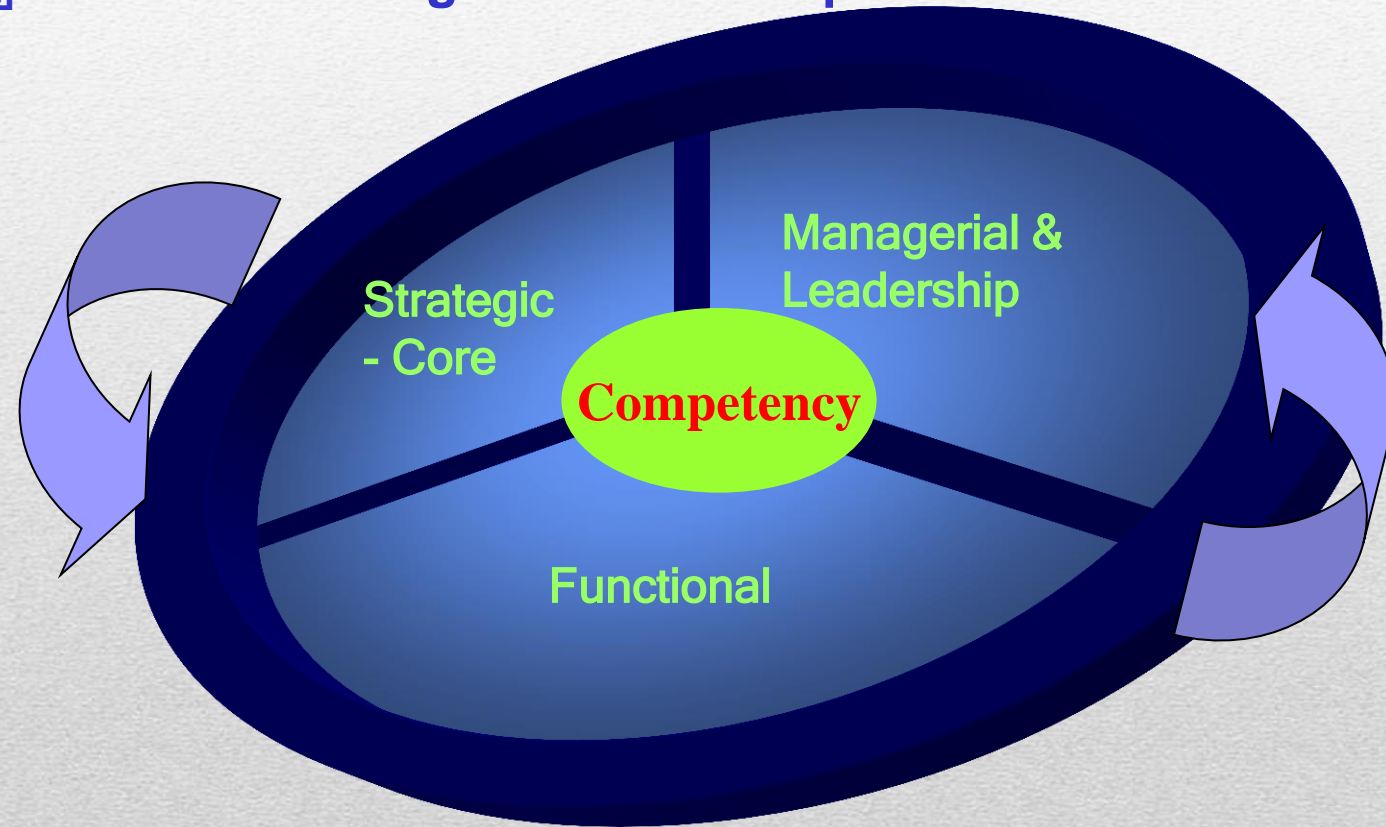 Strategic
- Core
Managerial &
Leadership
Competency
Functional